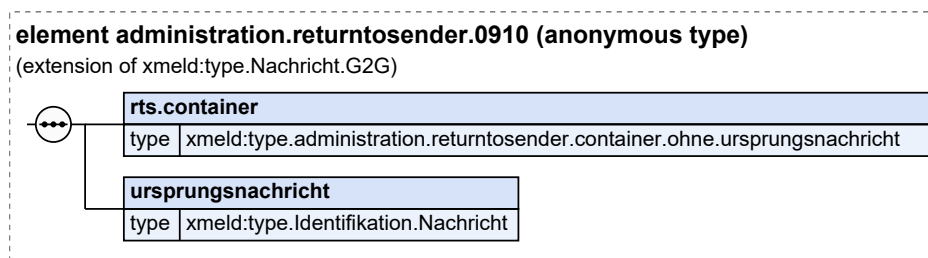 element administration.returntosender.0910 (anonymous type)
(extension of xmeld:type.Nachricht.G2G)
rts.container
type xmeld:type.administration.returntosender.container.ohne.ursprungsnachricht
ursprungsnachricht
type xmeld:type.Identifikation.Nachricht